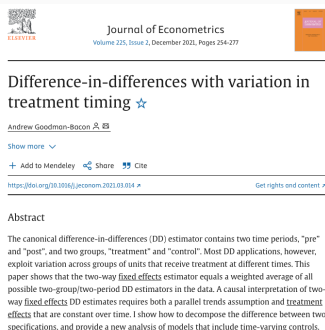 ELSEVIER
Journal of Econometrics
Volume 225, Issue 2, December 2021, Pages 254-277
Difference-in-differences with variation in
treatment timing ☆
Andrew Goodman-Bacon
Show more
+ Add to Mendeley Share Cite
https://doi.org/10.1016/j.jeconom.2021.03.014 ↗ Get rights and content ↗
Abstract
The canonical difference-in-differences (DD) estimator contains two time periods, "pre"
and "post", and two groups, "treatment" and "control". Most DD applications, however,
exploit variation across groups of units that receive treatment at different times. This
paper shows that the two-way fixed effects estimator equals a weighted average of all
possible two-group/two-period DD estimators in the data. A causal interpretation of two-
way fixed effects DD estimates requires both a parallel trends assumption and treatment
effects that are constant over time. I show how to decompose the difference between two
specifications, and provide a new analysis of models that include time-varying controls.